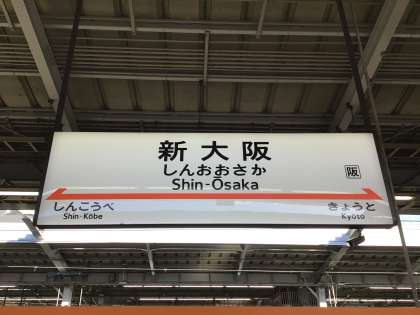 新大阪
しんおおさか
Shin-Ōsaka
阪
しんこうべ
Shin-Kōbe
きょうと
Kyōto